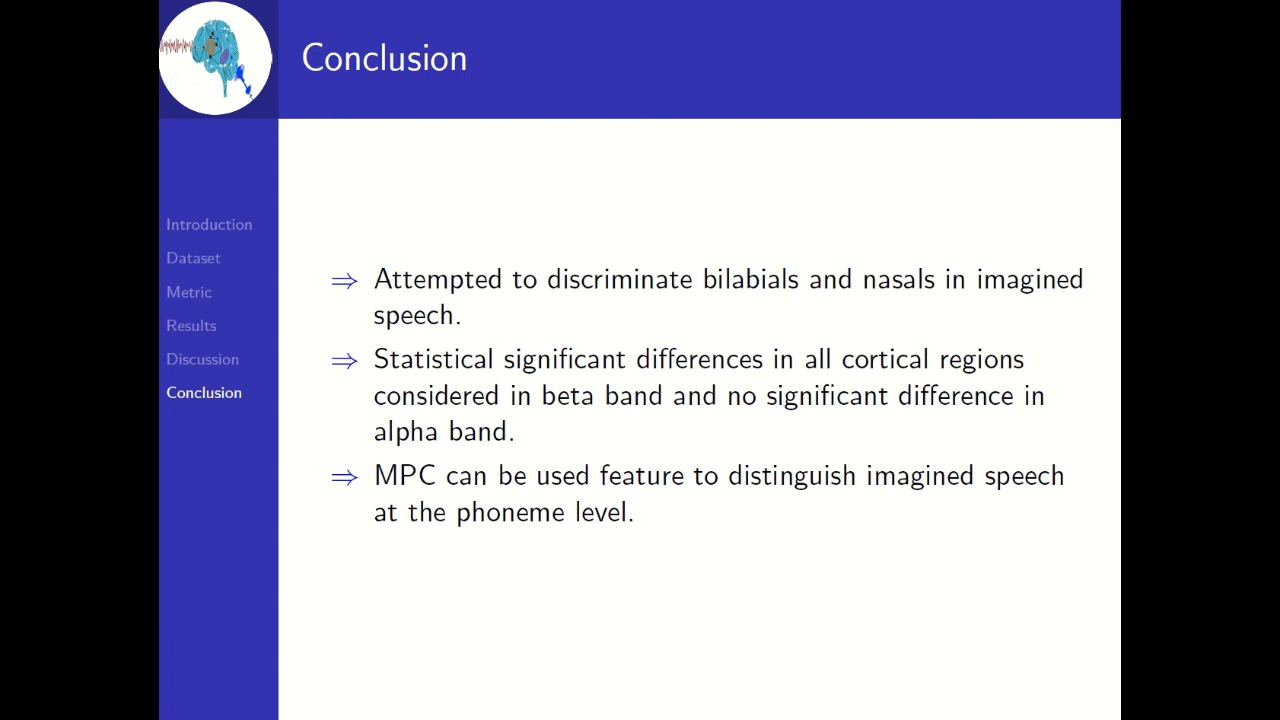 Conclusion
Introduction
Dataset
Metric
Results
Discussion
Conclusion
⇒ Attempted to discriminate bilabials and nasals in imagined
speech.
⇒ Statistical significant differences in all cortical regions
considered in beta band and no significant difference in
alpha band.
⇒ MPC can be used feature to distinguish imagined speech
at the phoneme level.